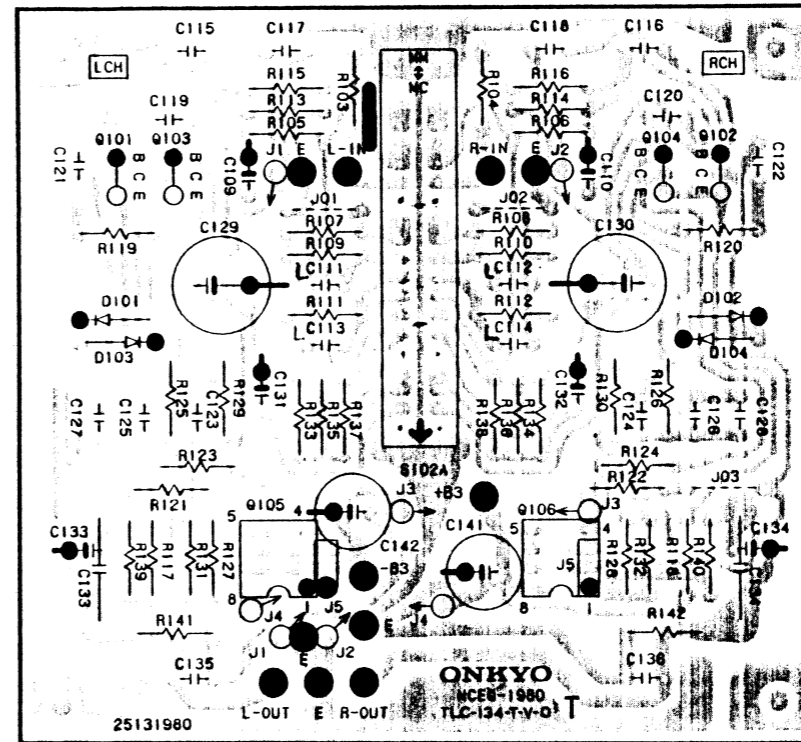 C115 C117 C118 C116
LCH MM RCH
MC
R115 R103 R104 R116
R113 R114
C119 R105 R106 C120
Q101 Q103 J1 E L-IN R-IN E J2 Q104 Q102
C121 B C E B C E C109 C110 B C E B C E C122
JQ1 JQ2
R107 R108
R119 C129 R109 R110 C130 R120
C111 C112
D101 R111 R112 D102
D103 C113 C114 D104
C127 C125 R125 C123 R129 C131 R133 R135 R137 R138 R136 R134 C132 R130 C124 R126 C128
R123 S102A R124
R121 +B3 R122 JQ3
5 Q105 4 J3 C141 5 Q106 4 J3
C133 C142 C134
C133 R139 R117 R131 R127 -B3 J5 R128 R132 R118 R140 C134
8 J4 1 J5 J4 8 1
R141 J1 E J2 E R142
C135 ONKYO C136
L-OUT E R-OUT
25131980 TLC-134-T-V-O T